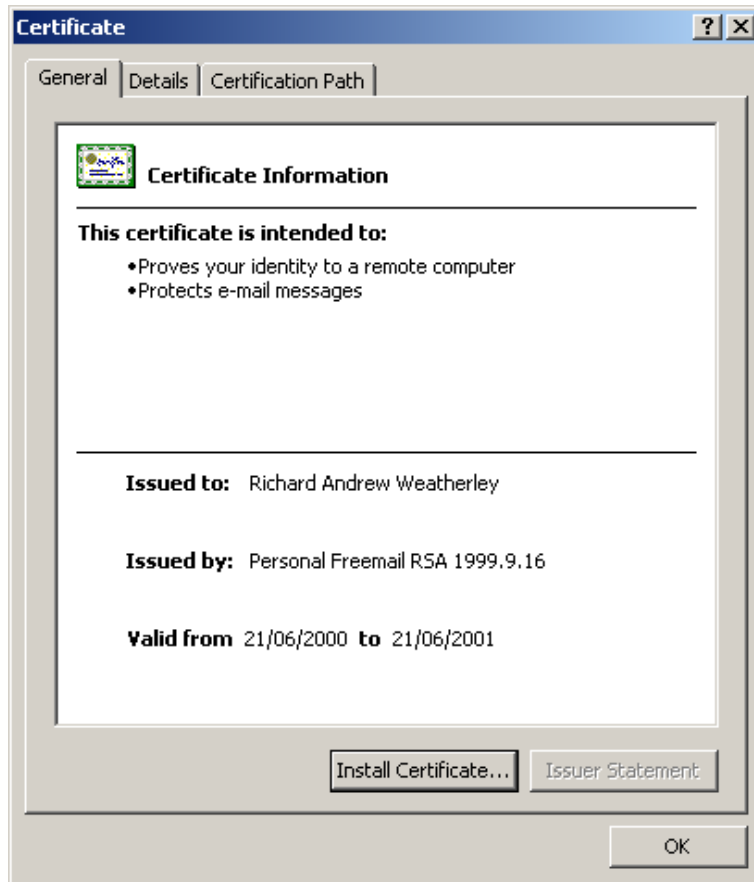 Certificate
?
X
General
Details
Certification Path
Certificate Information
This certificate is intended to:
•Proves your identity to a remote computer
•Protects e-mail messages
Issued to: Richard Andrew Weatherley
Issued by: Personal Freemail RSA 1999.9.16
Valid from 21/06/2000 to 21/06/2001
Install Certificate...
Issuer Statement
OK